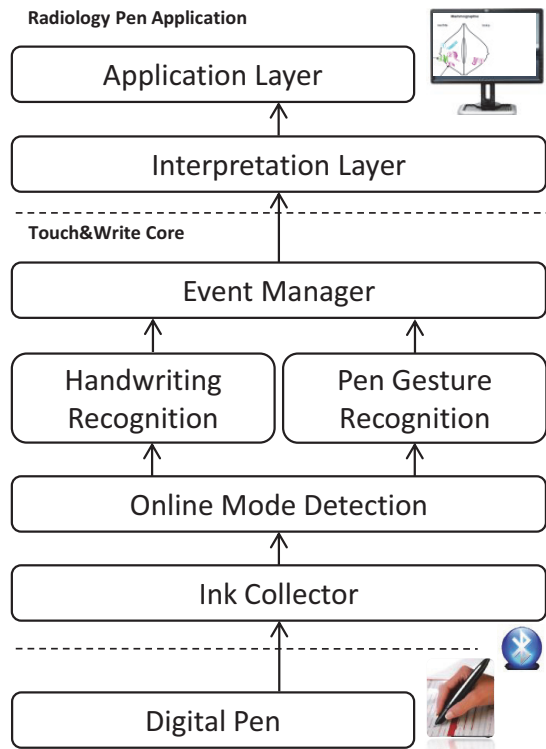 Radiology Pen Application
Application Layer
Interpretation Layer
Touch&Write Core
Event Manager
Handwriting
Recognition
Pen Gesture
Recognition
Online Mode Detection
Ink Collector
Digital Pen